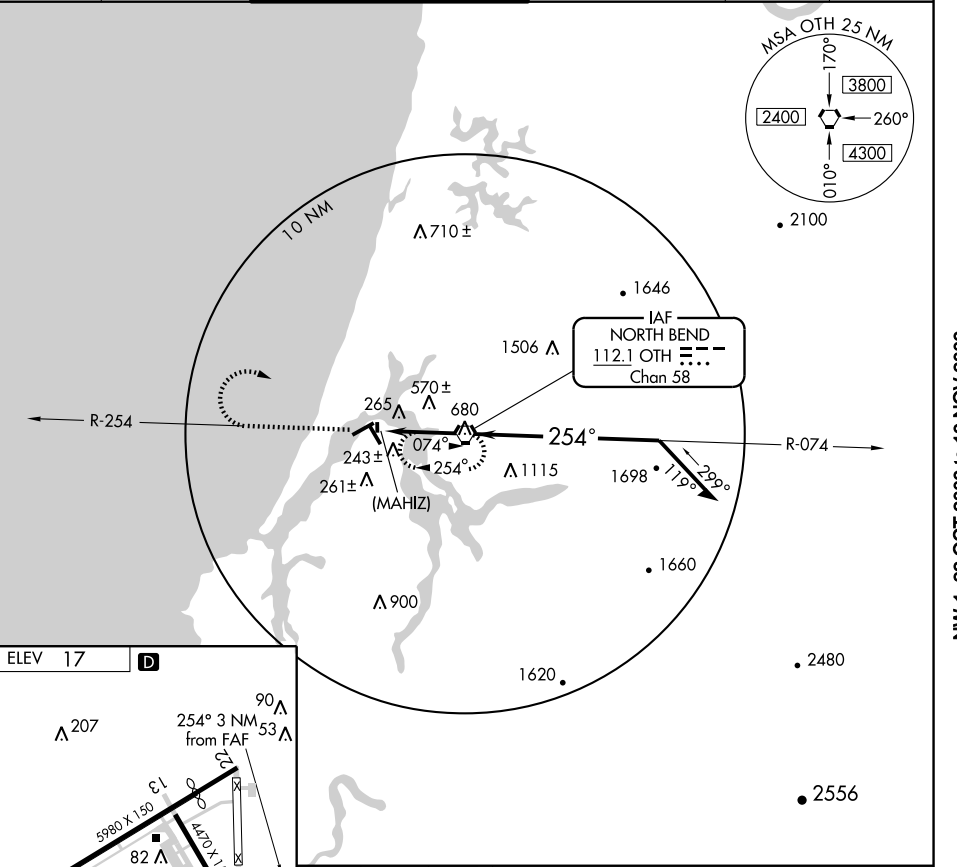 MSA OTH 25 NM
170°
3800
2400
260°
4300
010°
2100
10 NM
710±
1646
IAF
NORTH BEND
112.1 OTH
Chan 58
1506
570±
265
680
R-254
254°
R-074
074°
243±
254°
1115
1698
119°
299°
261±
(MAHIZ)
1660
900
2480
1620
ELEV 17
D
90
207
254° 3 NM
from FAF
53
22
13
5980 X 150
4470 X
X
82
X
2556